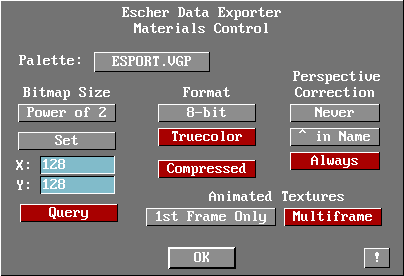 Escher Data Exporter
Materials Control
Palette: ESPORT.VGP
Bitmap Size
Power of 2
Set
X: 128
Y: 128
Query
Format
8-bit
Truecolor
Compressed
Perspective
Correction
Never
^ in Name
Always
Animated Textures
1st Frame Only
Multiframe
OK
!